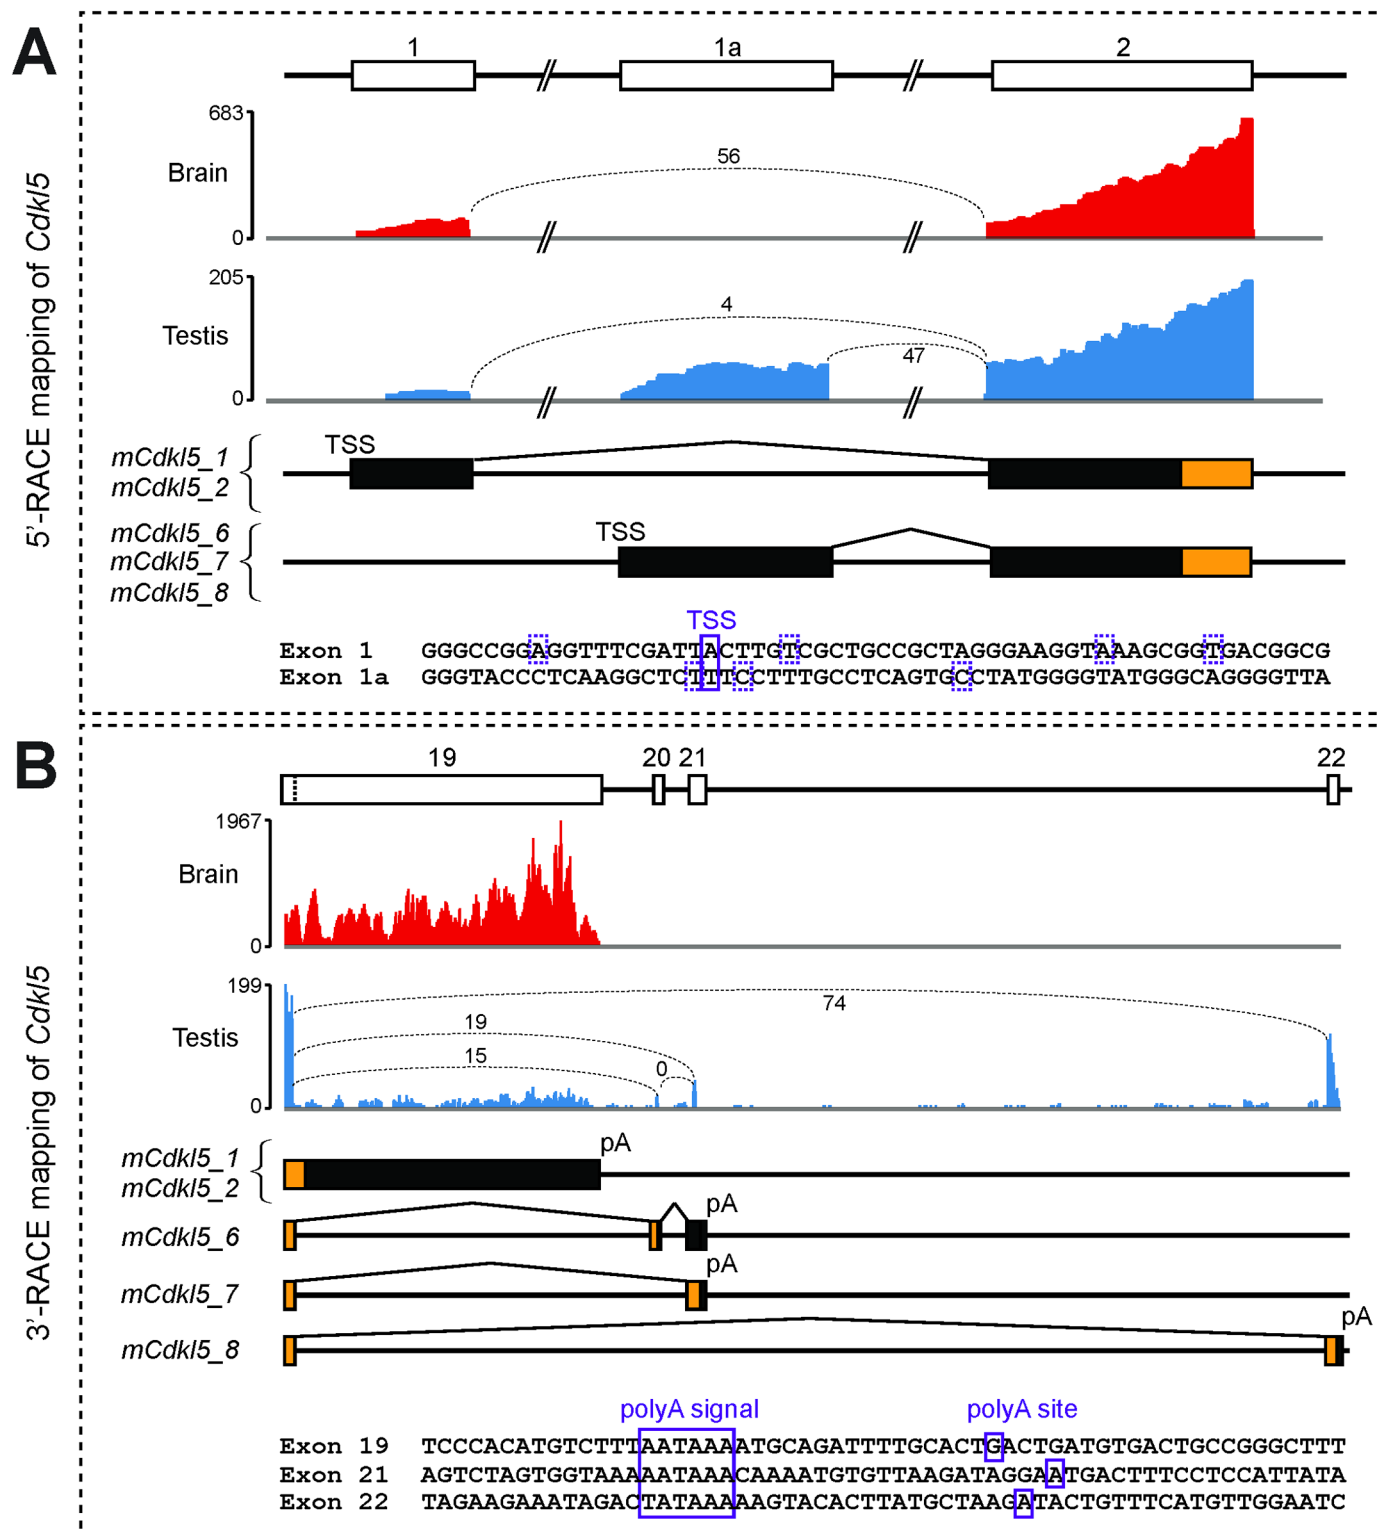 A
5'-RACE mapping of Cdkl5
1 1a 2
683
Brain
56
0
205
Testis
4
47
0
TSS
mCdkl5_1
mCdkl5_2
TSS
mCdkl5_6
mCdkl5_7
mCdkl5_8
TSS
Exon 1 GGGCCGGAGGTTTCGATTACTTGTCGCTGCCGCTAGGGAAGGTAAAGCGGTGACGGCG
Exon 1a GGGTACCCTCAAGGCTCTTTCCTTTGCCTCAGTGCCTATGGGGTATGGGCAGGGGTTA
B
3'-RACE mapping of Cdkl5
19 20 21 22
1967
Brain
0
199
Testis
74
19
15
0
0
pA
mCdkl5_1
mCdkl5_2
pA
mCdkl5_6
pA
mCdkl5_7
pA
mCdkl5_8
polyA signal polyA site
Exon 19 TCCCACATGTCTTTAATAAAATGCAGATTTTGCACTGACTGATGTGACTGCCGGGCTTT
Exon 21 AGTCTAGTGGTAAAAATAAACAAAATGTGTTAAGATAGGAATGACTTTCCTCCATTATA
Exon 22 TAGAAGAAATAGACTATAAAAAGTACACTTATGCTAAGATACTGTTTCATGTTGGAATC